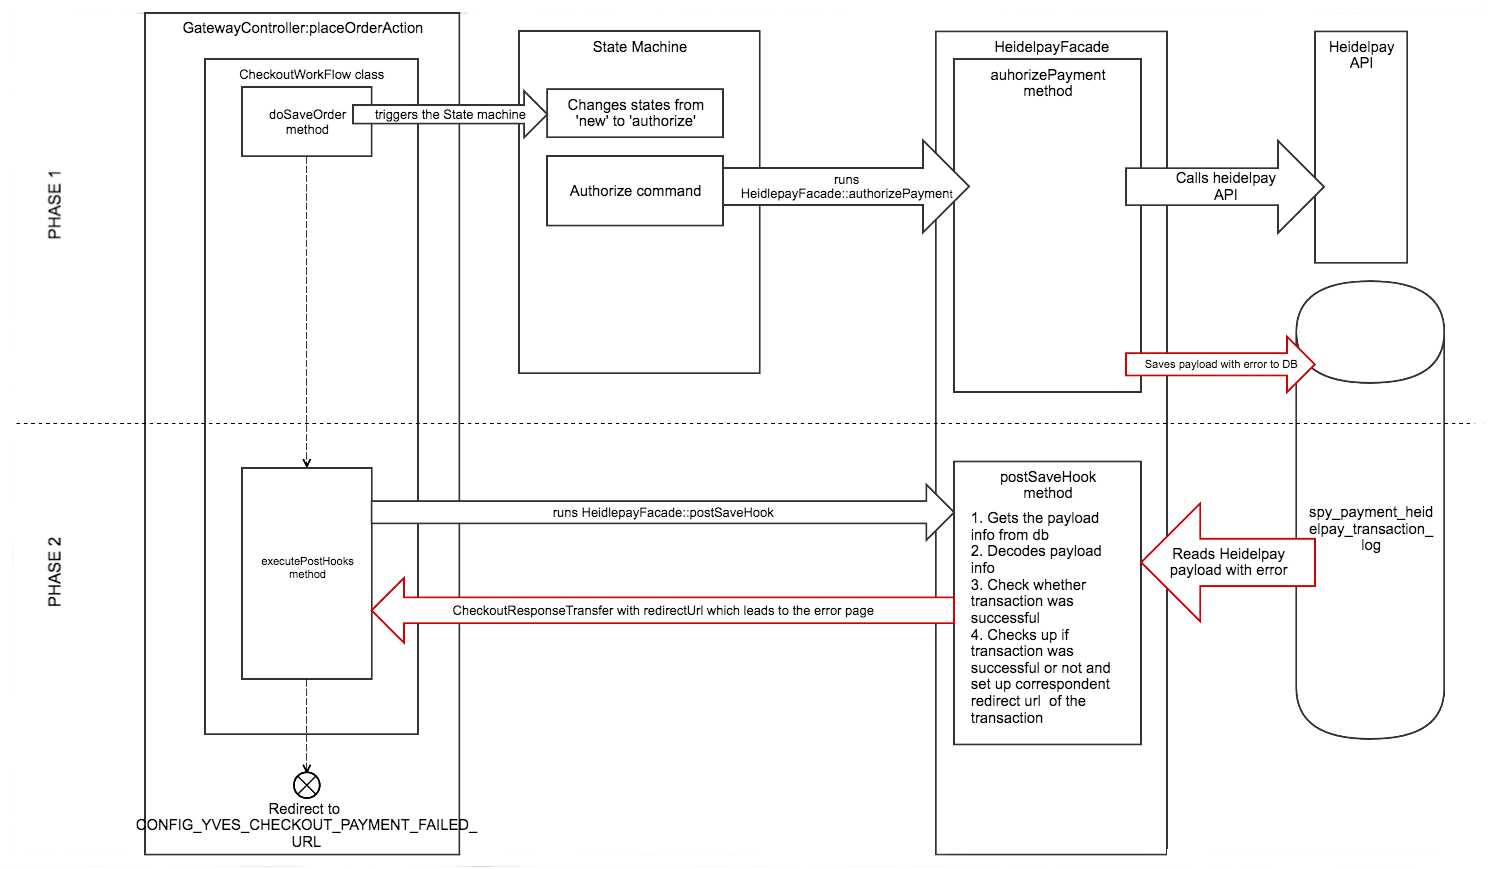 GatewayController:placeOrderAction
CheckoutWorkFlow class
doSaveOrder
method
triggers the State machine
State Machine
Changes states from
'new' to 'authorize'
Authorize command
runs
HeidlepayFacade::authorizePayment
HeidelpayFacade
auhorizePayment
method
Calls heidelpay
API
Heidelpay
API
Saves payload with error to DB
PHASE 1
PHASE 2
executePostHooks
method
runs HeidlepayFacade::postSaveHook
CheckoutResponseTransfer with redirectUrl which leads to the error page
postSaveHook
method
1. Gets the payload
info from db
2. Decodes payload
info
3. Check whether
transaction was
successful
4. Checks up if
transaction was
successful or not and
set up correspondent
redirect url of the
transaction
Reads Heidelpay
payload with error
spy_payment_heid
elpay_transaction_
log
Redirect to
CONFIG_YVES_CHECKOUT_PAYMENT_FAILED_
URL